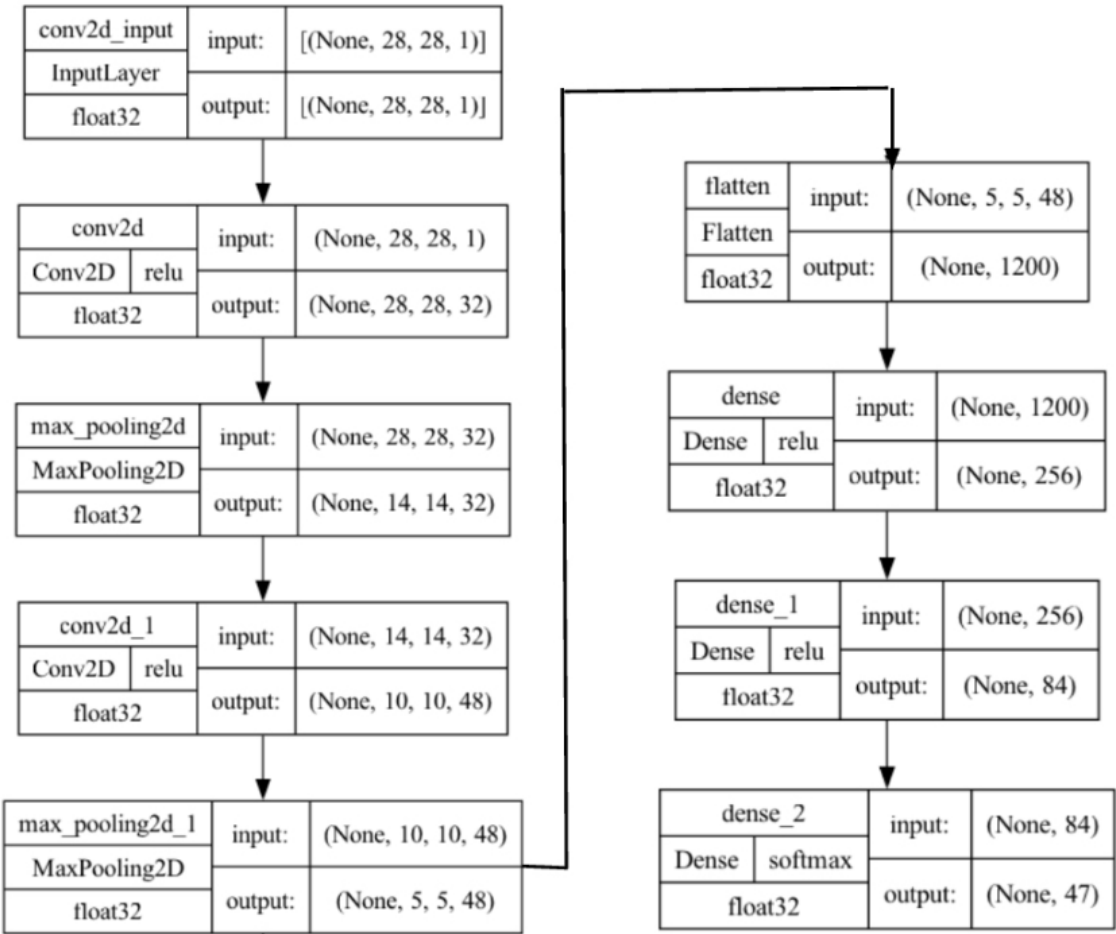 conv2d_input
InputLayer
float32
input: [(None, 28, 28, 1)]
output: [(None, 28, 28, 1)]
conv2d
Conv2D relu
float32
input: (None, 28, 28, 1)
output: (None, 28, 28, 32)
max_pooling2d
MaxPooling2D
float32
input: (None, 28, 28, 32)
output: (None, 14, 14, 32)
conv2d_1
Conv2D relu
float32
input: (None, 14, 14, 32)
output: (None, 10, 10, 48)
max_pooling2d_1
MaxPooling2D
float32
input: (None, 10, 10, 48)
output: (None, 5, 5, 48)
flatten
Flatten
float32
input: (None, 5, 5, 48)
output: (None, 1200)
dense
Dense relu
float32
input: (None, 1200)
output: (None, 256)
dense_1
Dense relu
float32
input: (None, 256)
output: (None, 84)
dense_2
Dense softmax
float32
input: (None, 84)
output: (None, 47)